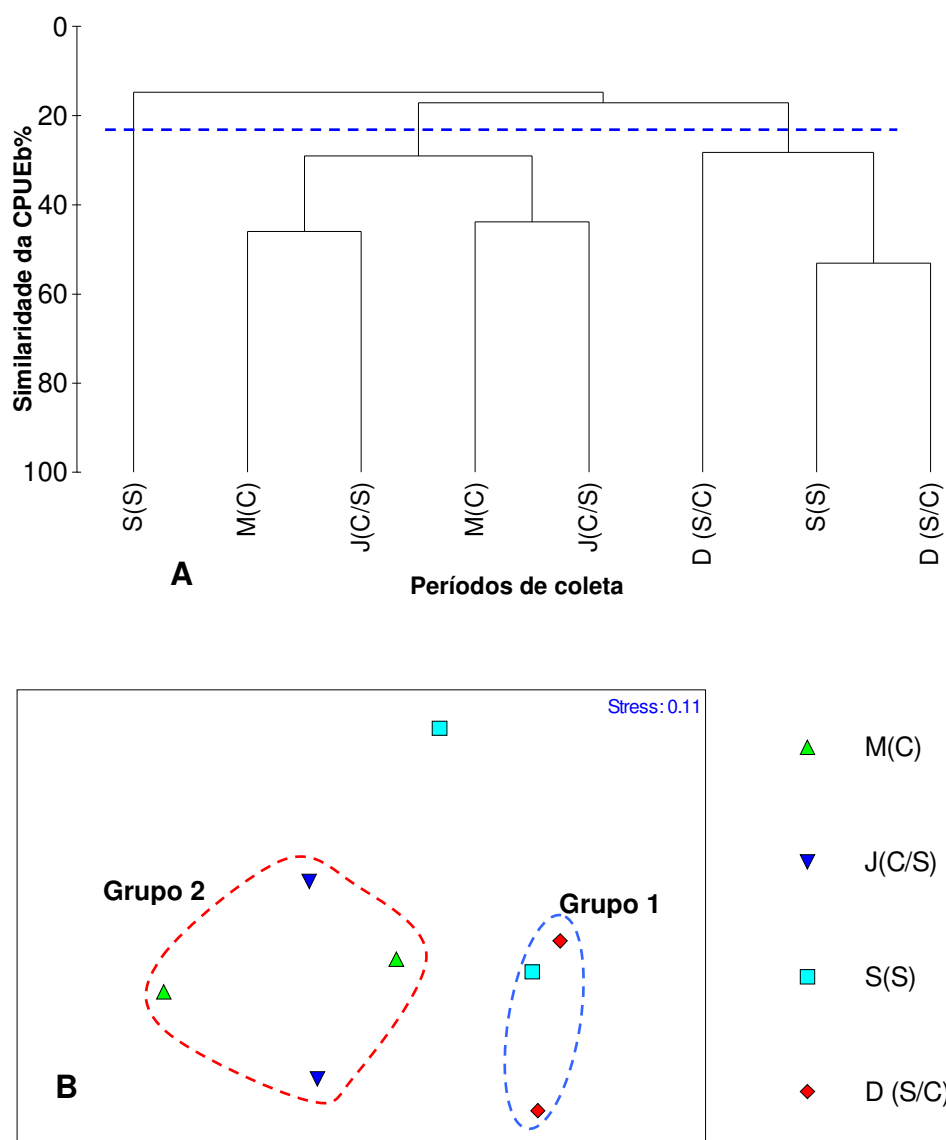 0
20
40
60
80
100
Similaridade da CPUEb%
S(S)
M(C)
J(C/S)
M(C)
J(C/S)
D (S/C)
S(S)
D (S/C)
A
Períodos de coleta
Stress: 0.11
Grupo 2
Grupo 1
B
M(C)
J(C/S)
S(S)
D (S/C)